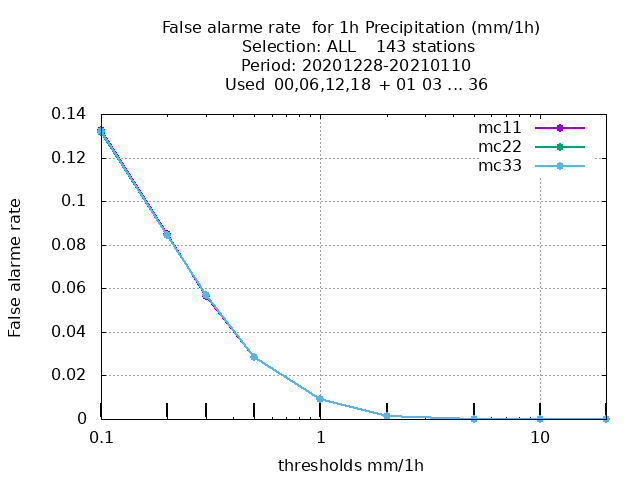 False alarme rate  for 1h Precipitation (mm/1h)
Selection: ALL    143 stations
Period: 20201228-20210110
Used  00,06,12,18  + 01 03 ... 36
0.14
0.12
0.1
0.08
0.06
0.04
0.02
0
mc11
mc22
mc33
False alarme rate
0.1
1
10
thresholds mm/1h